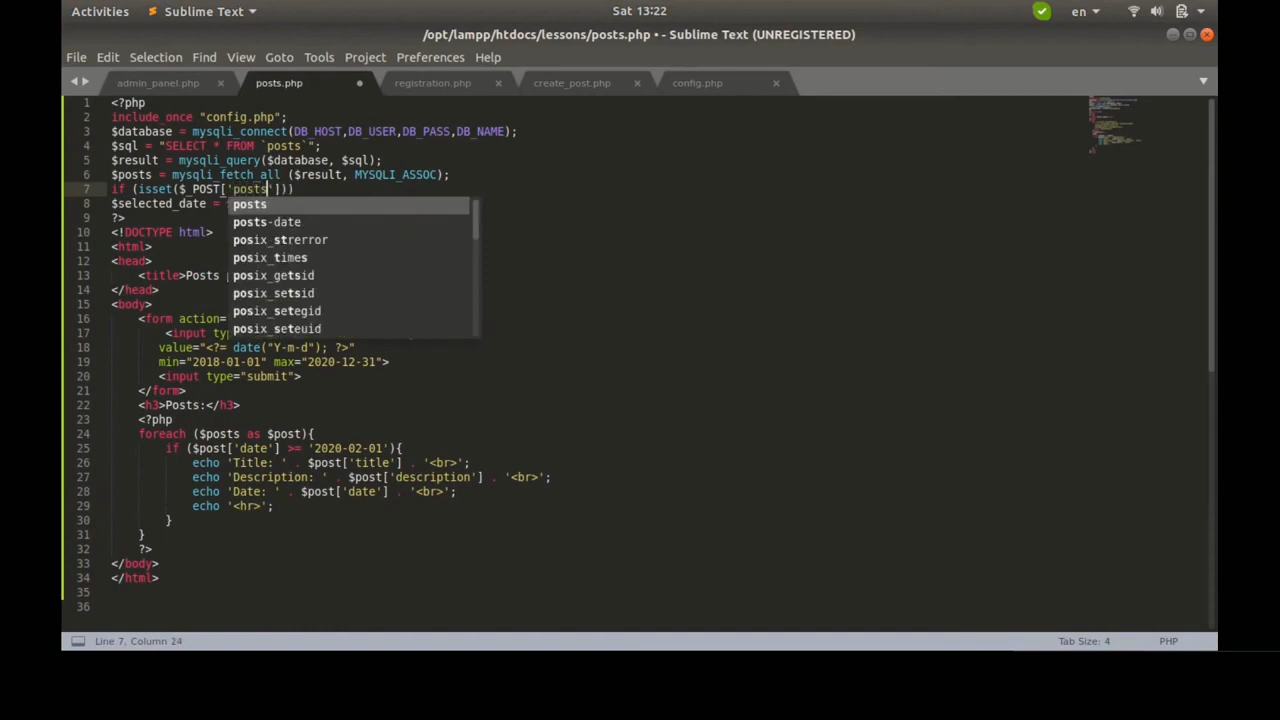 Activities Sublime Text Sat 13:22 en
/opt/lampp/htdocs/lessons/posts.php • - Sublime Text (UNREGISTERED)
File Edit Selection Find View Goto Tools Project Preferences Help
admin_panel.php posts.php registration.php create_post.php config.php
1 <?php
2 include_once "config.php";
3 $database = mysqli_connect(DB_HOST,DB_USER,DB_PASS,DB_NAME);
4 $sql = "SELECT * FROM `posts`";
5 $result = mysqli_query($database, $sql);
6 $posts = mysqli_fetch_all ($result, MYSQLI_ASSOC);
7 if (isset($_POST['posts']))
8 $selected_date =
posts
9 ?>
posts-date
10 <!DOCTYPE html>
posix_strerror
11 <html>
posix_times
12 <head>
posix_getsid
13 <title>Posts
posix_setsid
14 </head>
posix_setegid
15 <body>
posix_seteuid
16 <form action=
17 <input ty
18 value="<?= date("Y-m-d"); ?>"
19 min="2018-01-01" max="2020-12-31">
20 <input type="submit">
21 </form>
22 <h3>Posts:</h3>
23 <?php
24 foreach ($posts as $post){
25 if ($post['date'] >= '2020-02-01'){
26 echo 'Title: ' . $post['title'] . '<br>';
27 echo 'Description: ' . $post['description'] . '<br>';
28 echo 'Date: ' . $post['date'] . '<br>';
29 echo '<hr>';
30 }
31 }
32 ?>
33 </body>
34 </html>
35
36
Line 7, Column 24 Tab Size: 4 PHP